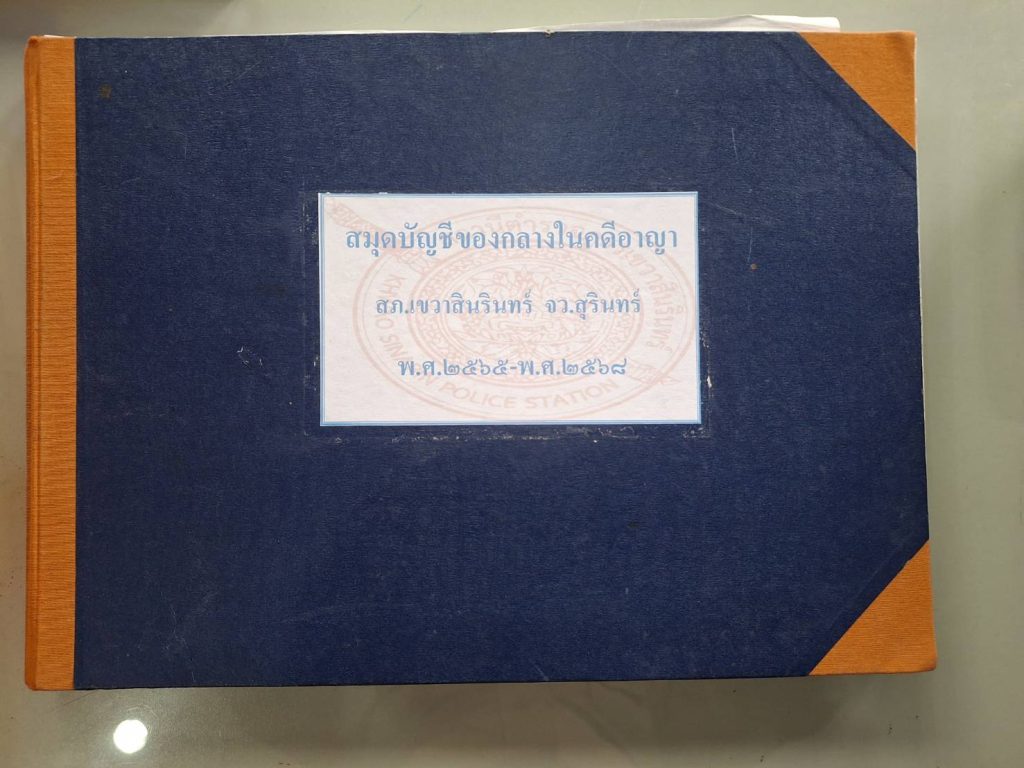 สมุดบัญชีของกลางในคดีอาญา
สภ.เขวาสินรินทร์ จว.สุรินทร์
พ.ศ.๒๕๖๕-พ.ศ.๒๕๖๘
POLICE STATION